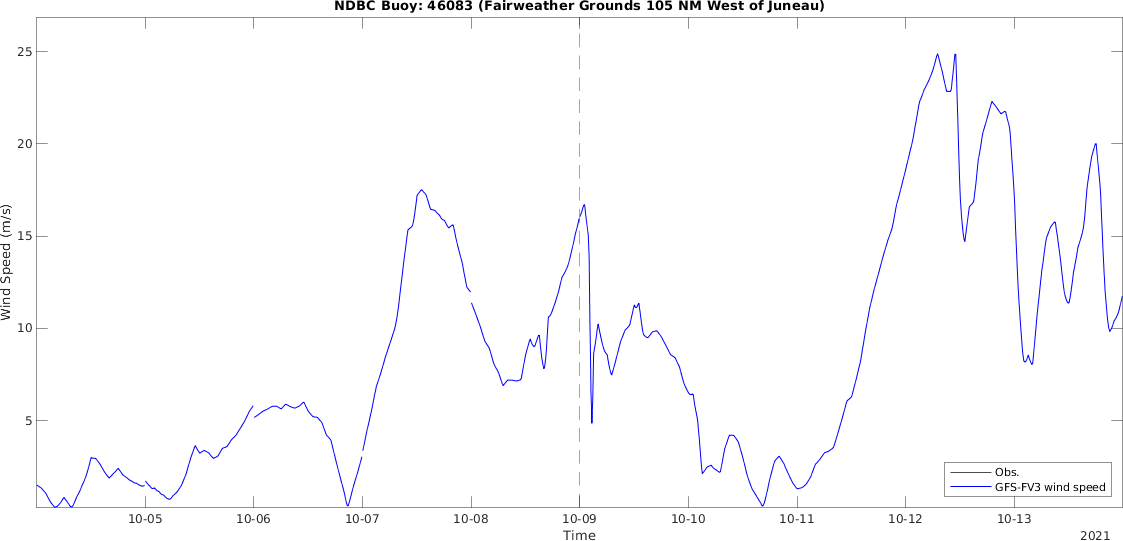 NDBC Buoy: 46083 (Fairweather Grounds 105 NM West of Juneau)
25
20
15
10
5
Wind Speed (m/s)
Obs.
GFS-FV3 wind speed
10-05 10-06 10-07 10-08 10-09 10-10 10-11 10-12 10-13
Time
2021